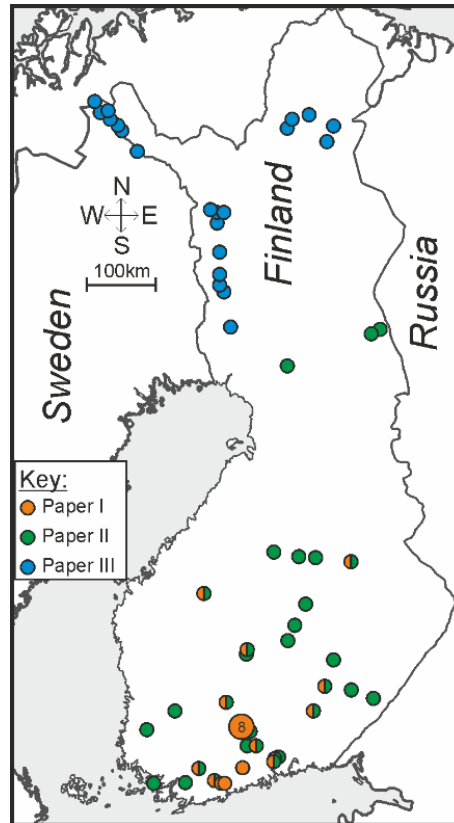 N
W E
S
100km
Finland
Russia
Sweden
Key:
Paper I
Paper II
Paper III
8